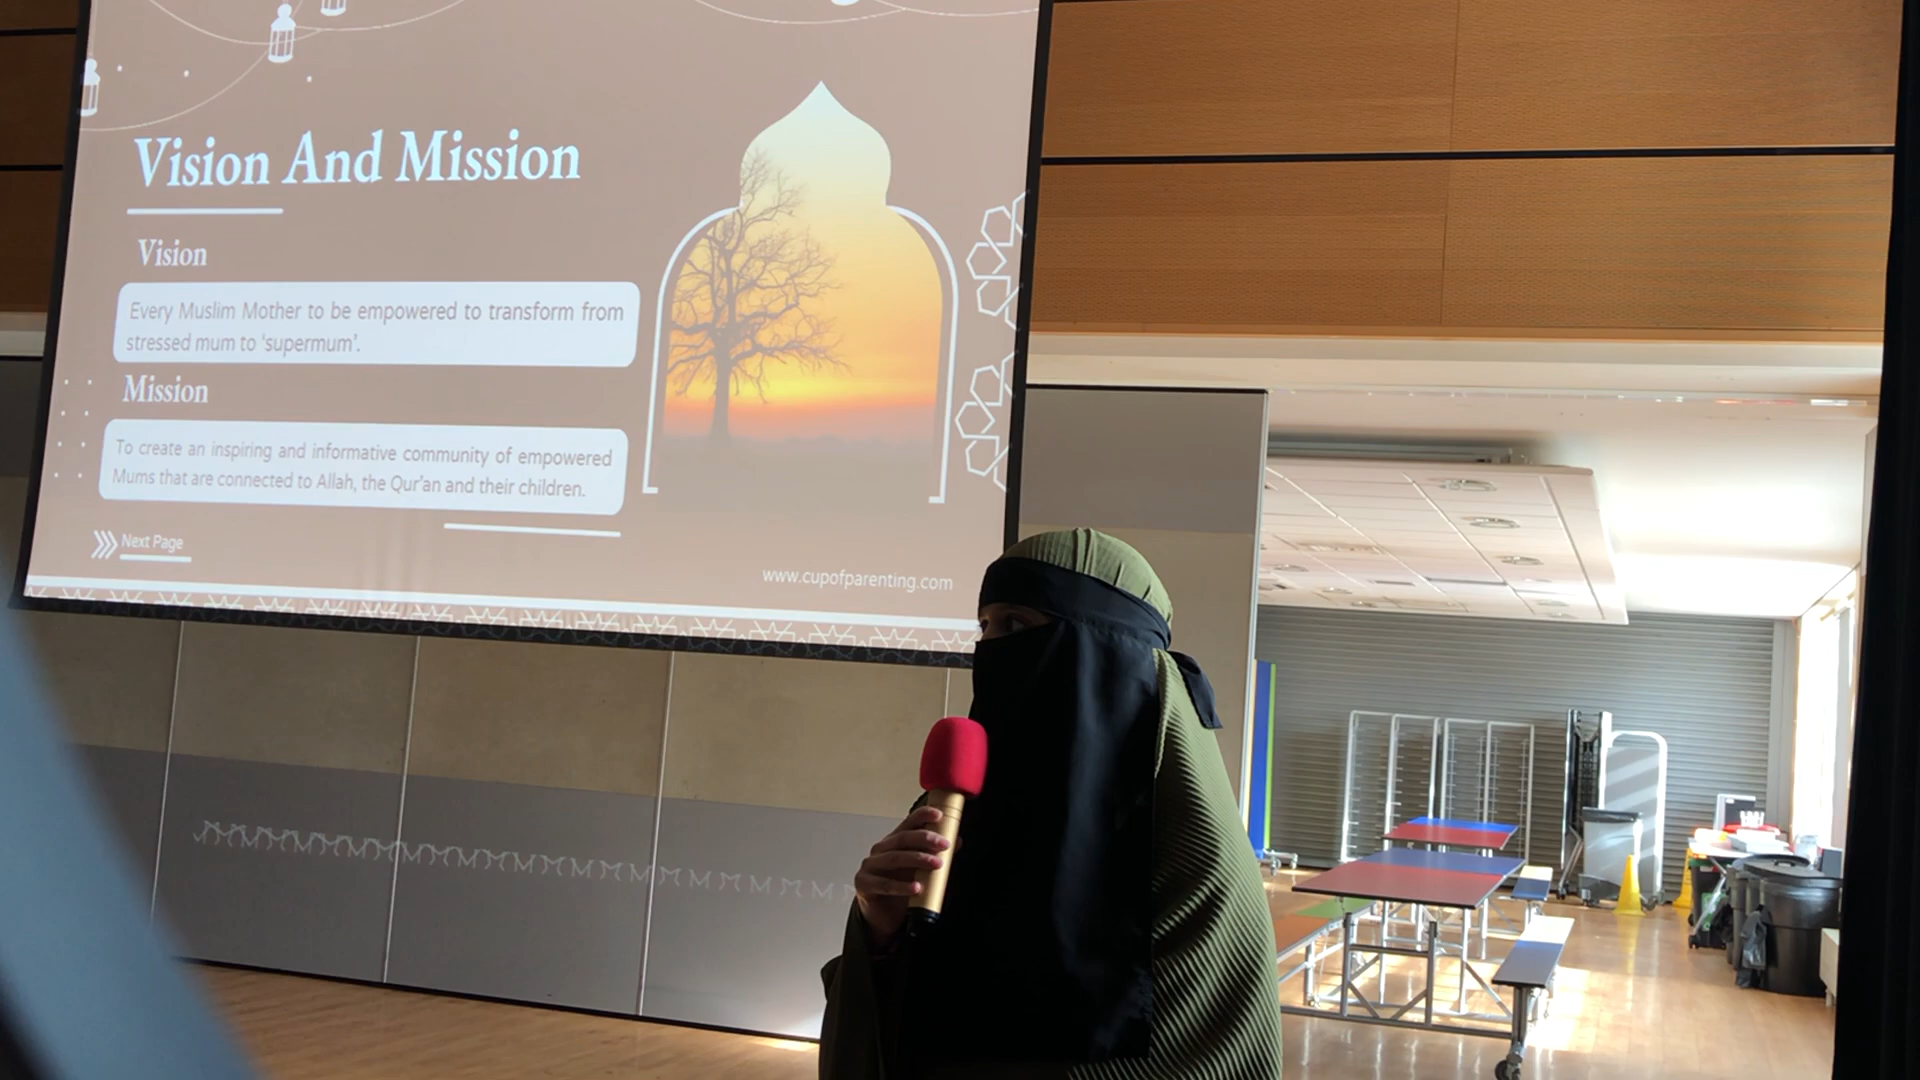 Vision And Mission
Vision
Every Muslim Mother to be empowered to transform from
stressed mum to ‘supermum’.
Mission
To create an inspiring and informative community of empowered
Mums that are connected to Allah, the Qur’an and their children.
Next Page
www.cupofparenting.com